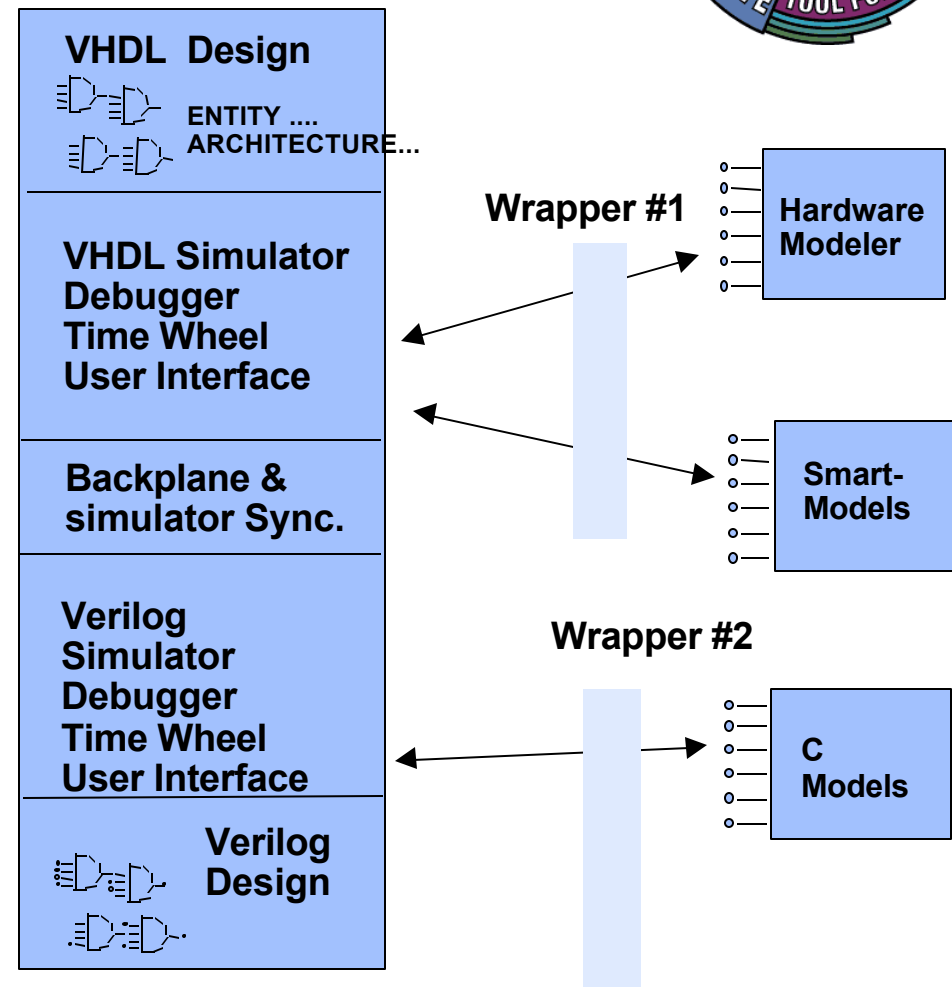 TOOL
VHDL Design
ENTITY ....
ARCHITECTURE...
VHDL Simulator
Debugger
Time Wheel
User Interface
Backplane &
simulator Sync.
Verilog
Simulator
Debugger
Time Wheel
User Interface
Verilog
Design
Wrapper #1
Hardware
Modeler
Smart-
Models
Wrapper #2
C
Models